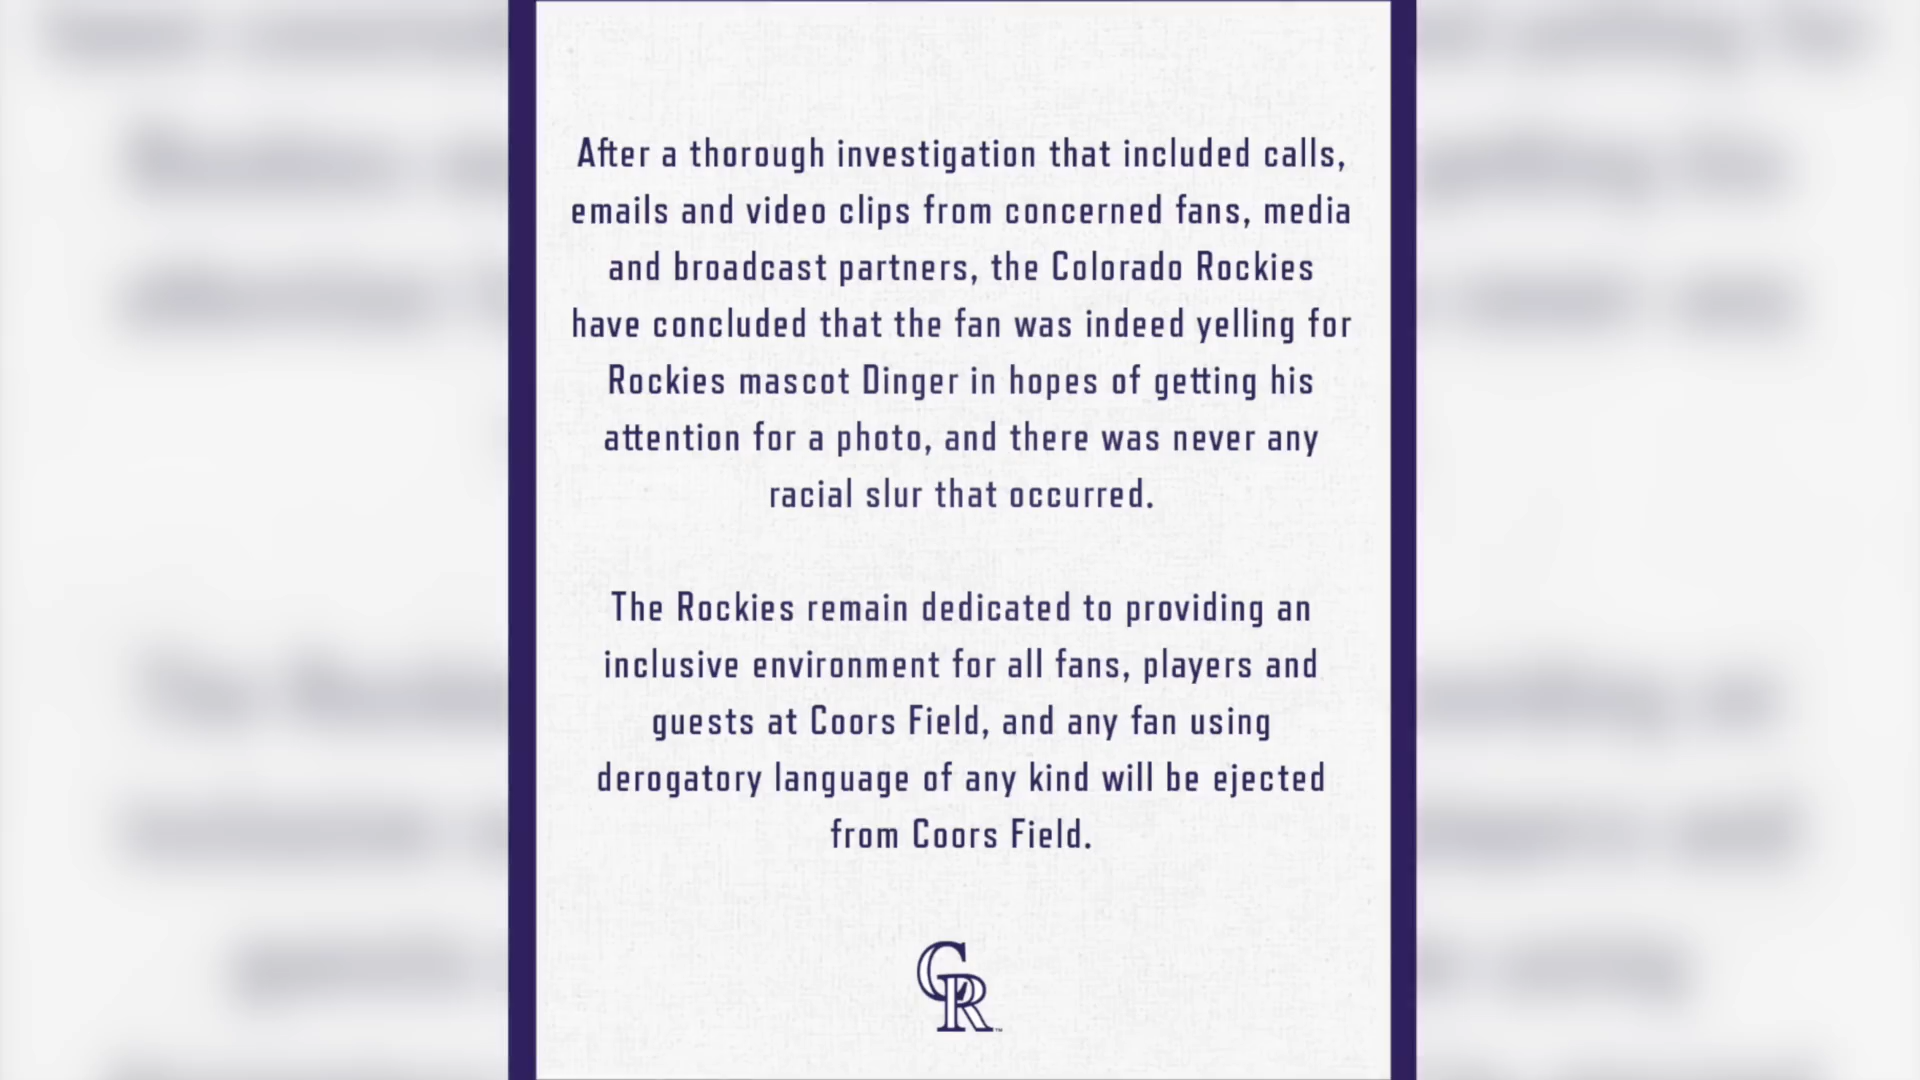 After a thorough investigation that included calls,
emails and video clips from concerned fans, media
and broadcast partners, the Colorado Rockies
have concluded that the fan was indeed yelling for
Rockies mascot Dinger in hopes of getting his
attention for a photo, and there was never any
racial slur that occurred.
The Rockies remain dedicated to providing an
inclusive environment for all fans, players and
guests at Coors Field, and any fan using
derogatory language of any kind will be ejected
from Coors Field.
CR